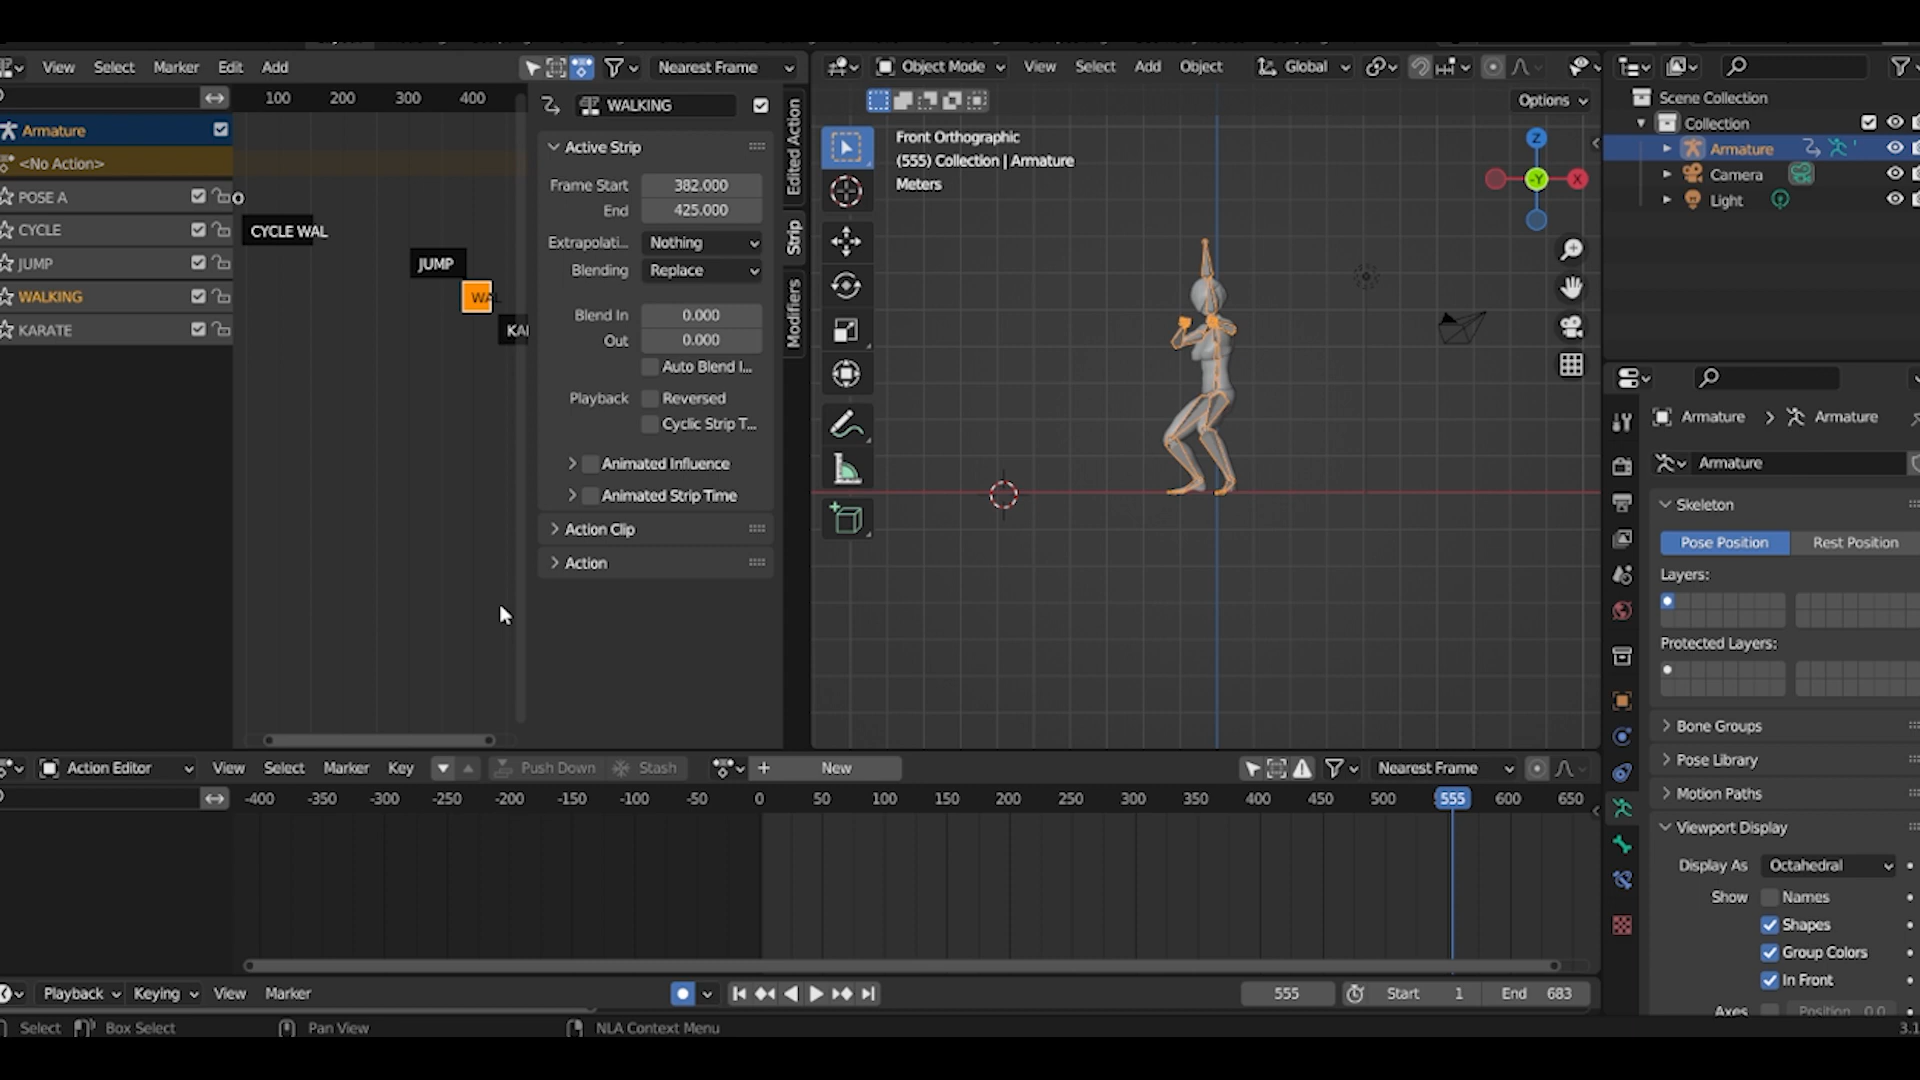 View Select Marker Edit Add
Nearest Frame
100 200 300 400
Armature
<No Action>
POSE A
CYCLE
JUMP
WALKING
KARATE
CYCLE WAL
JUMP
WAL
KAI
WALKING
Active Strip
Frame Start 382.000
End 425.000
Extrapolati... Nothing
Blending Replace
Blend In 0.000
Out 0.000
Auto Blend I...
Playback Reversed
Cyclic Strip T...
Animated Influence
Animated Strip Time
Action Clip
Action
Edited Action
Strip
Modifiers
Object Mode View Select Add Object Global
Options
Front Orthographic
(555) Collection | Armature
Meters
Z
-Y
X
Scene Collection
Collection
Armature
Camera
Light
Armature > Armature
Armature
Skeleton
Pose Position Rest Position
Layers:
Protected Layers:
Bone Groups
Pose Library
Motion Paths
Viewport Display
Display As Octahedral
Show Names
Shapes
Group Colors
In Front
Axes Position 0.0
Action Editor View Select Marker Key Push Down Stash New Nearest Frame
-400 -350 -300 -250 -200 -150 -100 -50 0 50 100 150 200 250 300 350 400 450 500 555 600 650
Playback Keying View Marker 555 Start 1 End 683
Select Box Select Pan View NLA Context Menu 3.1